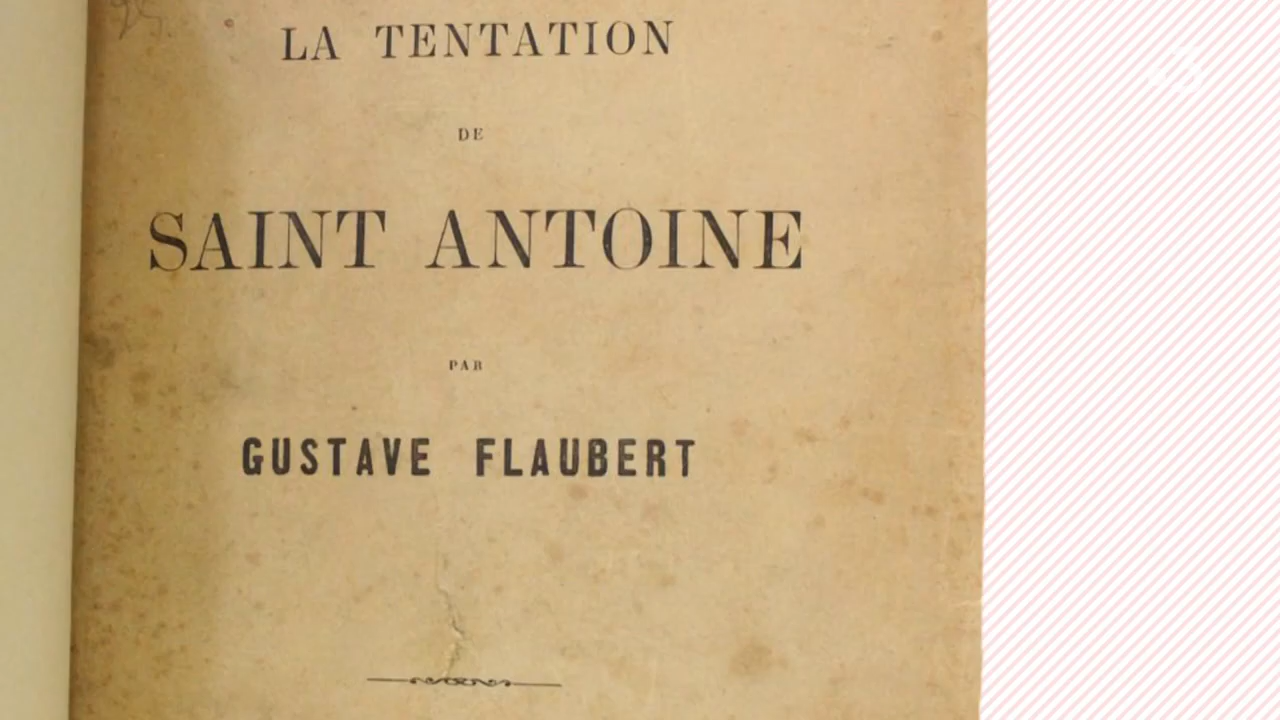 LA TENTATION
DE
SAINT ANTOINE
PAR
GUSTAVE FLAUBERT